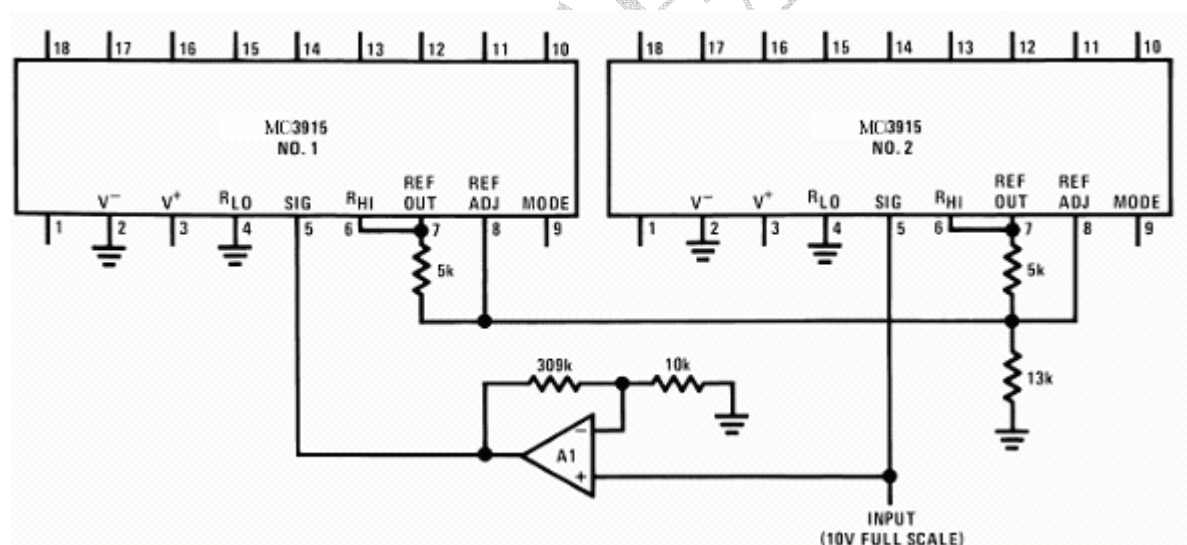 18 17 16 15 14 13 12 11 10
18 17 16 15 14 13 12 11 10
MC3915
NO. 1
MC3915
NO. 2
V− V+ RLO SIG RHI REF OUT REF ADJ MODE
V− V+ RLO SIG RHI REF OUT REF ADJ MODE
1 2 3 4 5 6 7 8 9
1 2 3 4 5 6 7 8 9
5k
5k
309k
10k
13k
−
A1
+
INPUT
(10V FULL SCALE)